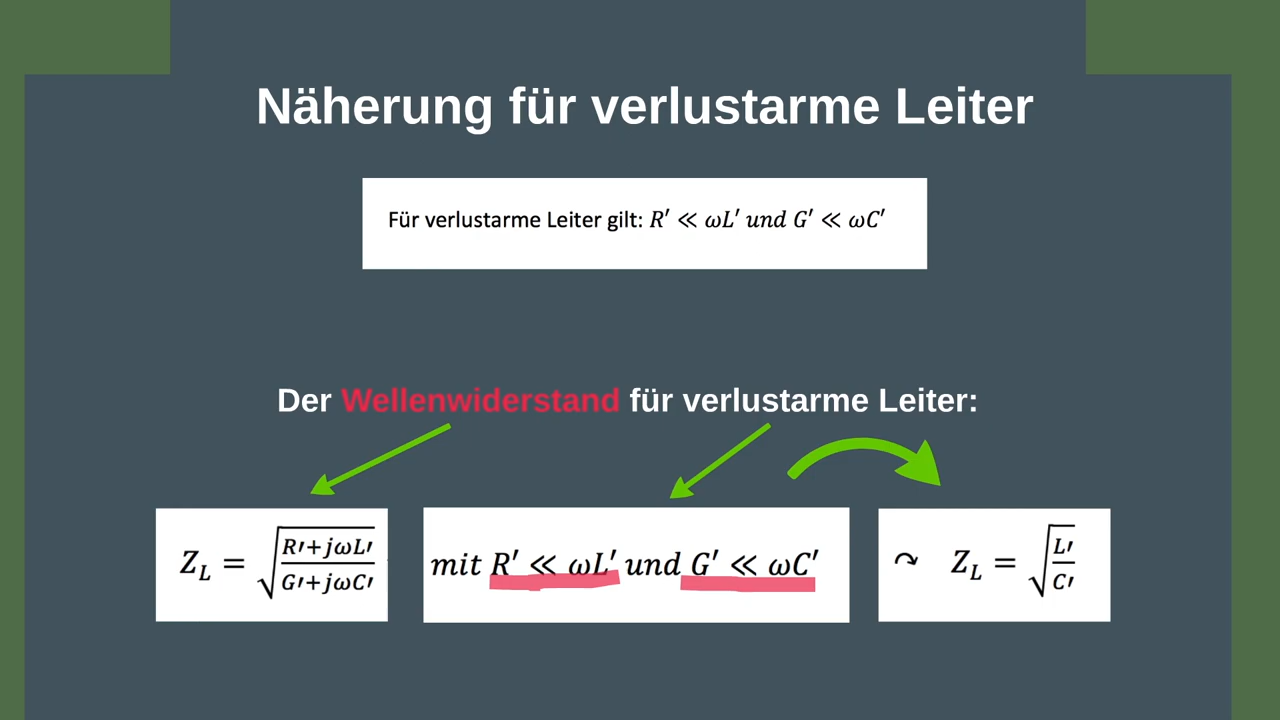 Näherung für verlustarme Leiter
Für verlustarme Leiter gilt: R′ ≪ ωL′ und G′ ≪ ωC′
Der Wellenwiderstand für verlustarme Leiter:
Z_L = √((R′+jωL′)/(G′+jωC′))
mit R′ ≪ ωL′ und G′ ≪ ωC′
↷ Z_L = √(L′/C′)